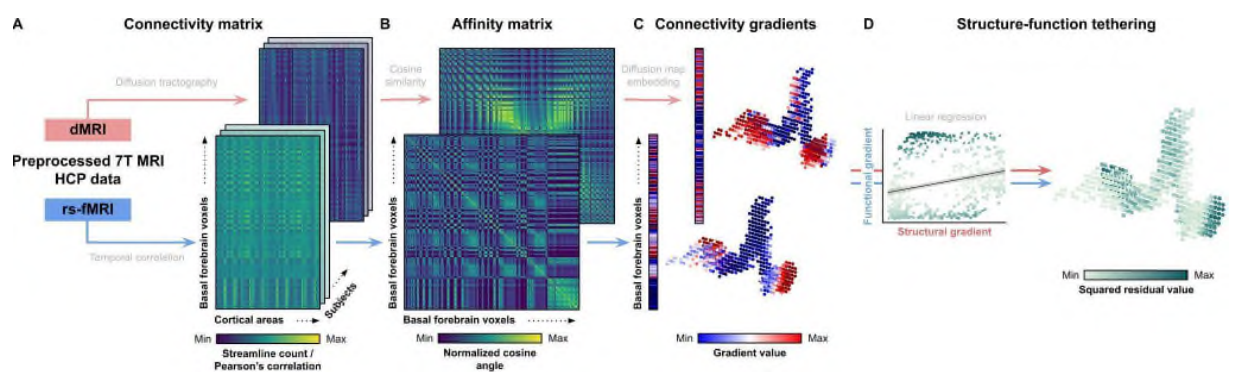 A Connectivity matrix
B Affinity matrix
C Connectivity gradients
D Structure-function tethering
Diffusion tractography
Cosine
similarity
Diffusion map
embedding
dMRI
Preprocessed 7T MRI
HCP data
rs-fMRI
Temporal correlation
Basal forebrain voxels
Cortical areas
Subjects
Min Max
Streamline count /
Pearson's correlation
Basal forebrain voxels
Basal forebrain voxels
Min Max
Normalized cosine
angle
Basal forebrain voxels
Min Max
Gradient value
Linear regression
Functional gradient
Structural gradient
Min Max
Squared residual value